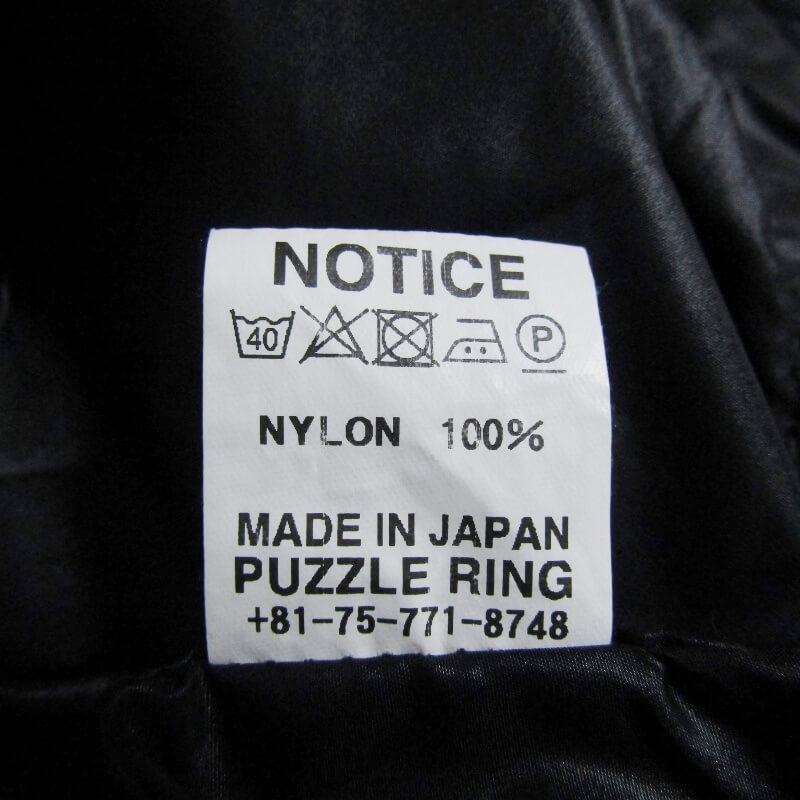 NOTICE
40 P
NYLON 100%
MADE IN JAPAN
PUZZLE RING
+81-75-771-8748